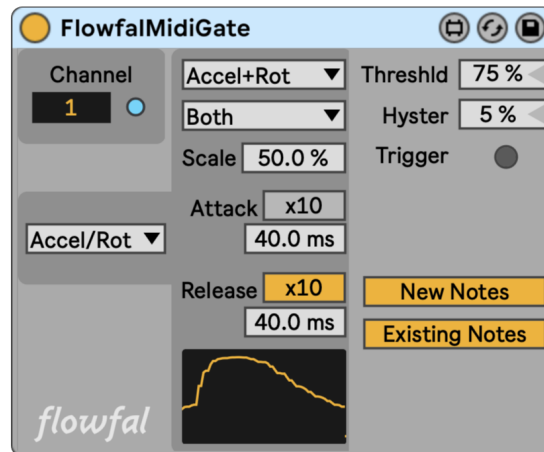 FlowfalMidiGate
Channel
1
Accel/Rot
flowfal
Accel+Rot
Both
Scale 50.0 %
Attack x10
40.0 ms
Release x10
40.0 ms
Threshld 75 %
Hyster 5 %
Trigger
New Notes
Existing Notes